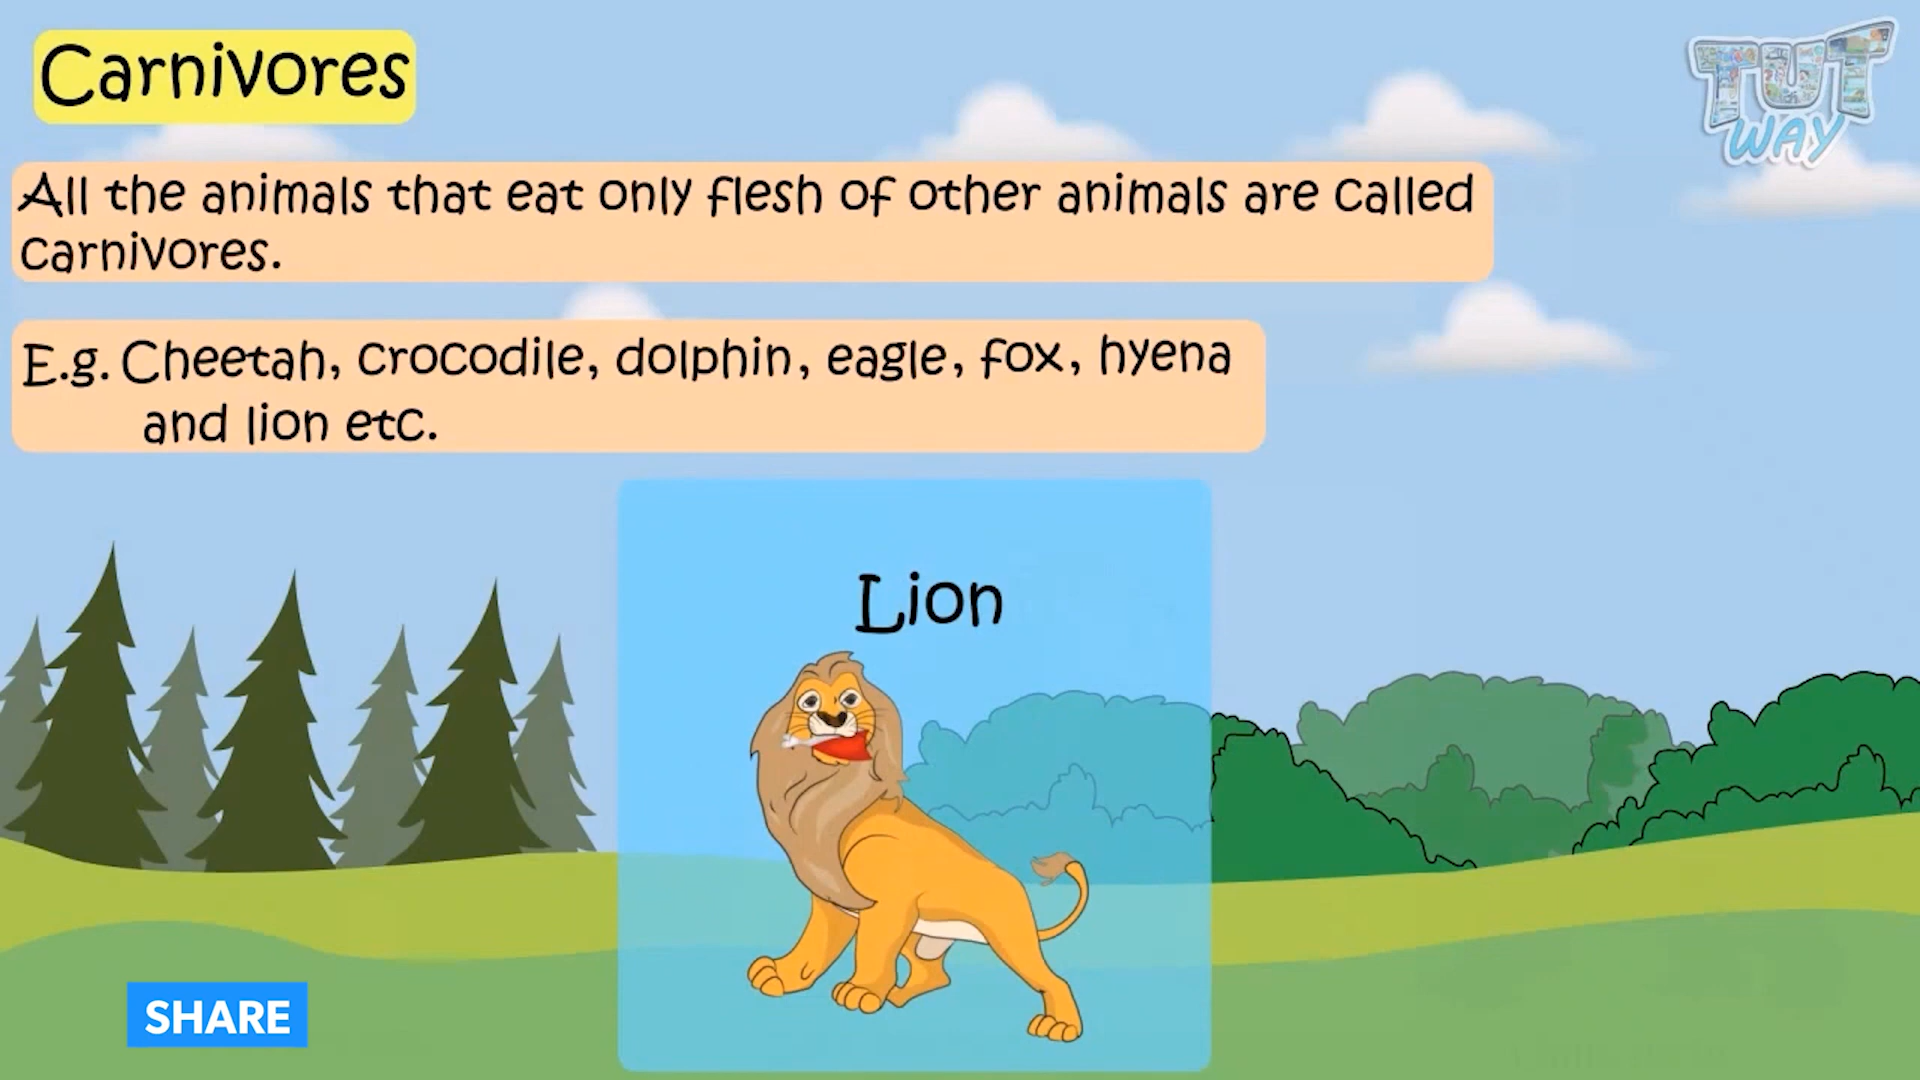 Carnivores
TUT
WAY
All the animals that eat only flesh of other animals are called
carnivores.
E.g. Cheetah, crocodile, dolphin, eagle, fox, hyena
and lion etc.
Lion
SHARE